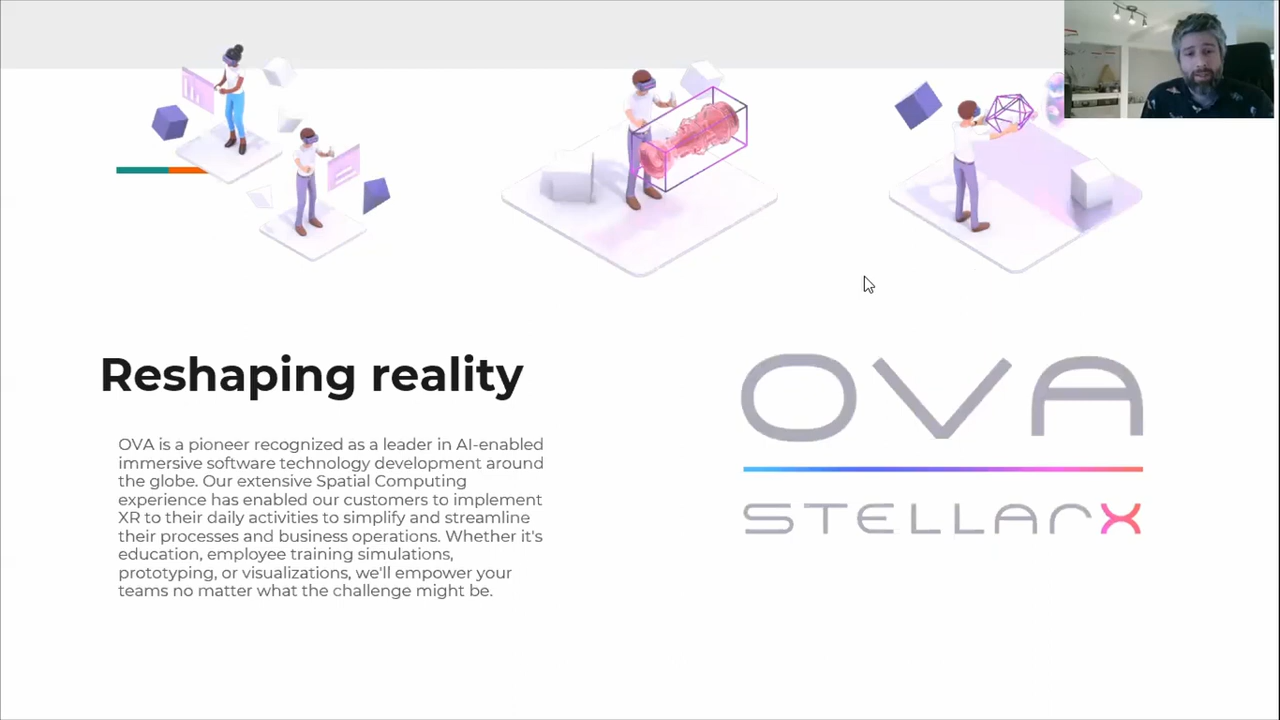 Reshaping reality
OVA is a pioneer recognized as a leader in AI-enabled
immersive software technology development around
the globe. Our extensive Spatial Computing
experience has enabled our customers to implement
XR to their daily activities to simplify and streamline
their processes and business operations. Whether it's
education, employee training simulations,
prototyping, or visualizations, we'll empower your
teams no matter what the challenge might be.
OVA
STELLARX